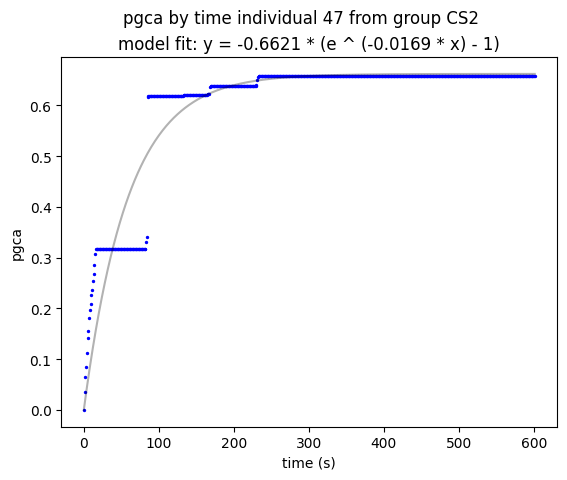 pgca by time individual 47 from group CS2
model fit: y = -0.6621 * (e ^ (-0.0169 * x) - 1)
0.6
0.5
0.4
0.3
0.2
0.1
0.0
pgca
0 100 200 300 400 500 600
time (s)